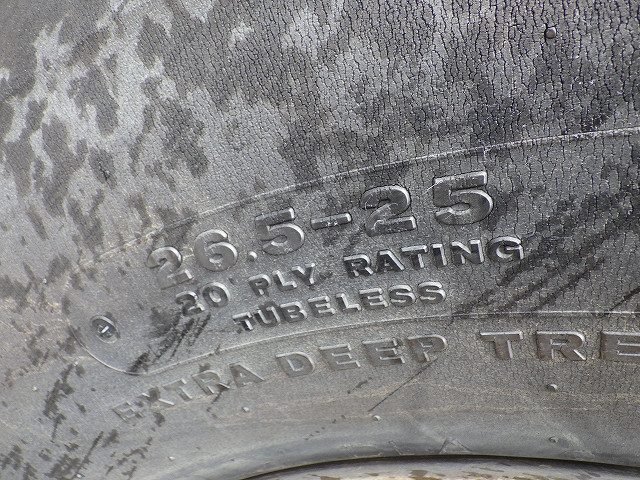 26.5-25
20 PLY RATING
TUBELESS
EXTRA DEEP TRE